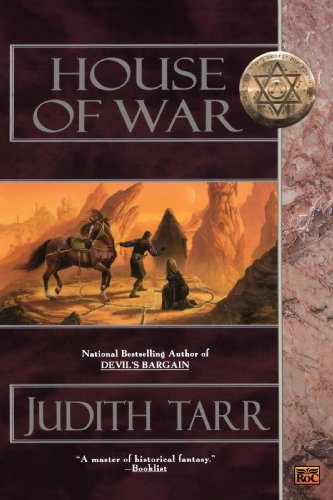 HOUSE
OF WAR
National Bestselling Author of
DEVIL'S BARGAIN
JUDITH TARR
"A master of historical fantasy."
—Booklist
ROC